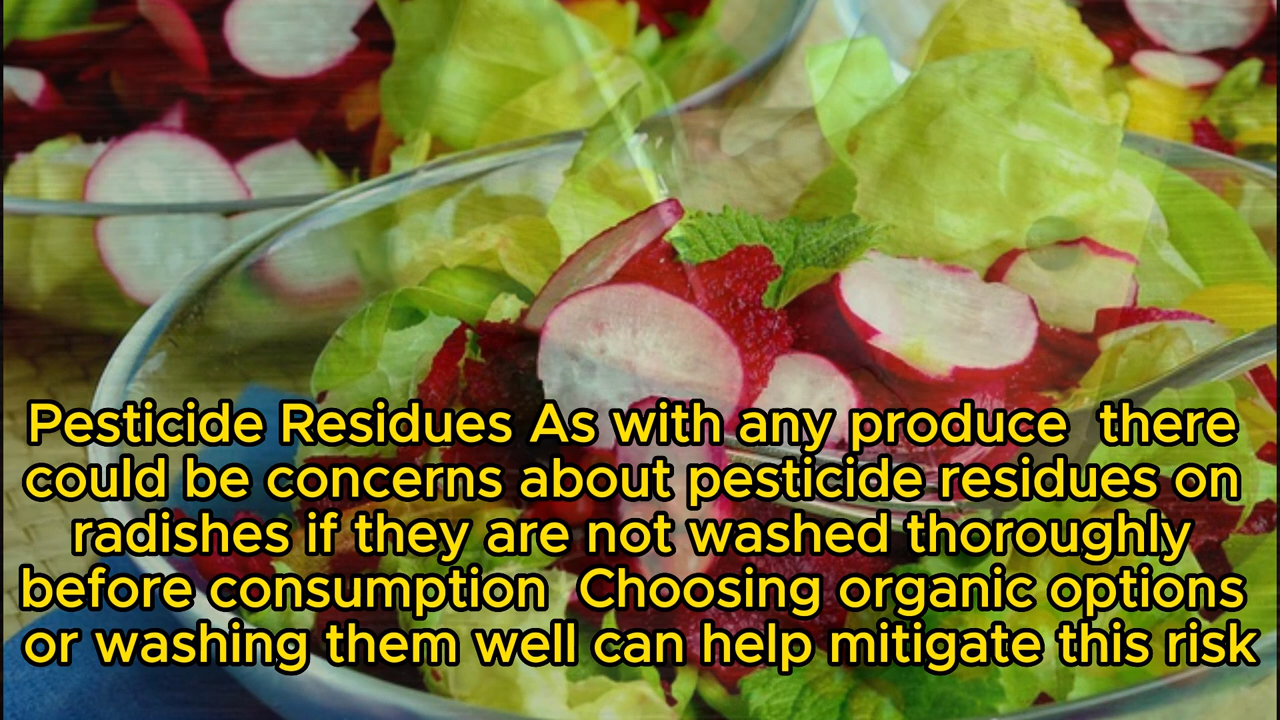 Pesticide Residues As with any produce  there
could be concerns about pesticide residues on
radishes if they are not washed thoroughly
before consumption  Choosing organic options
or washing them well can help mitigate this risk